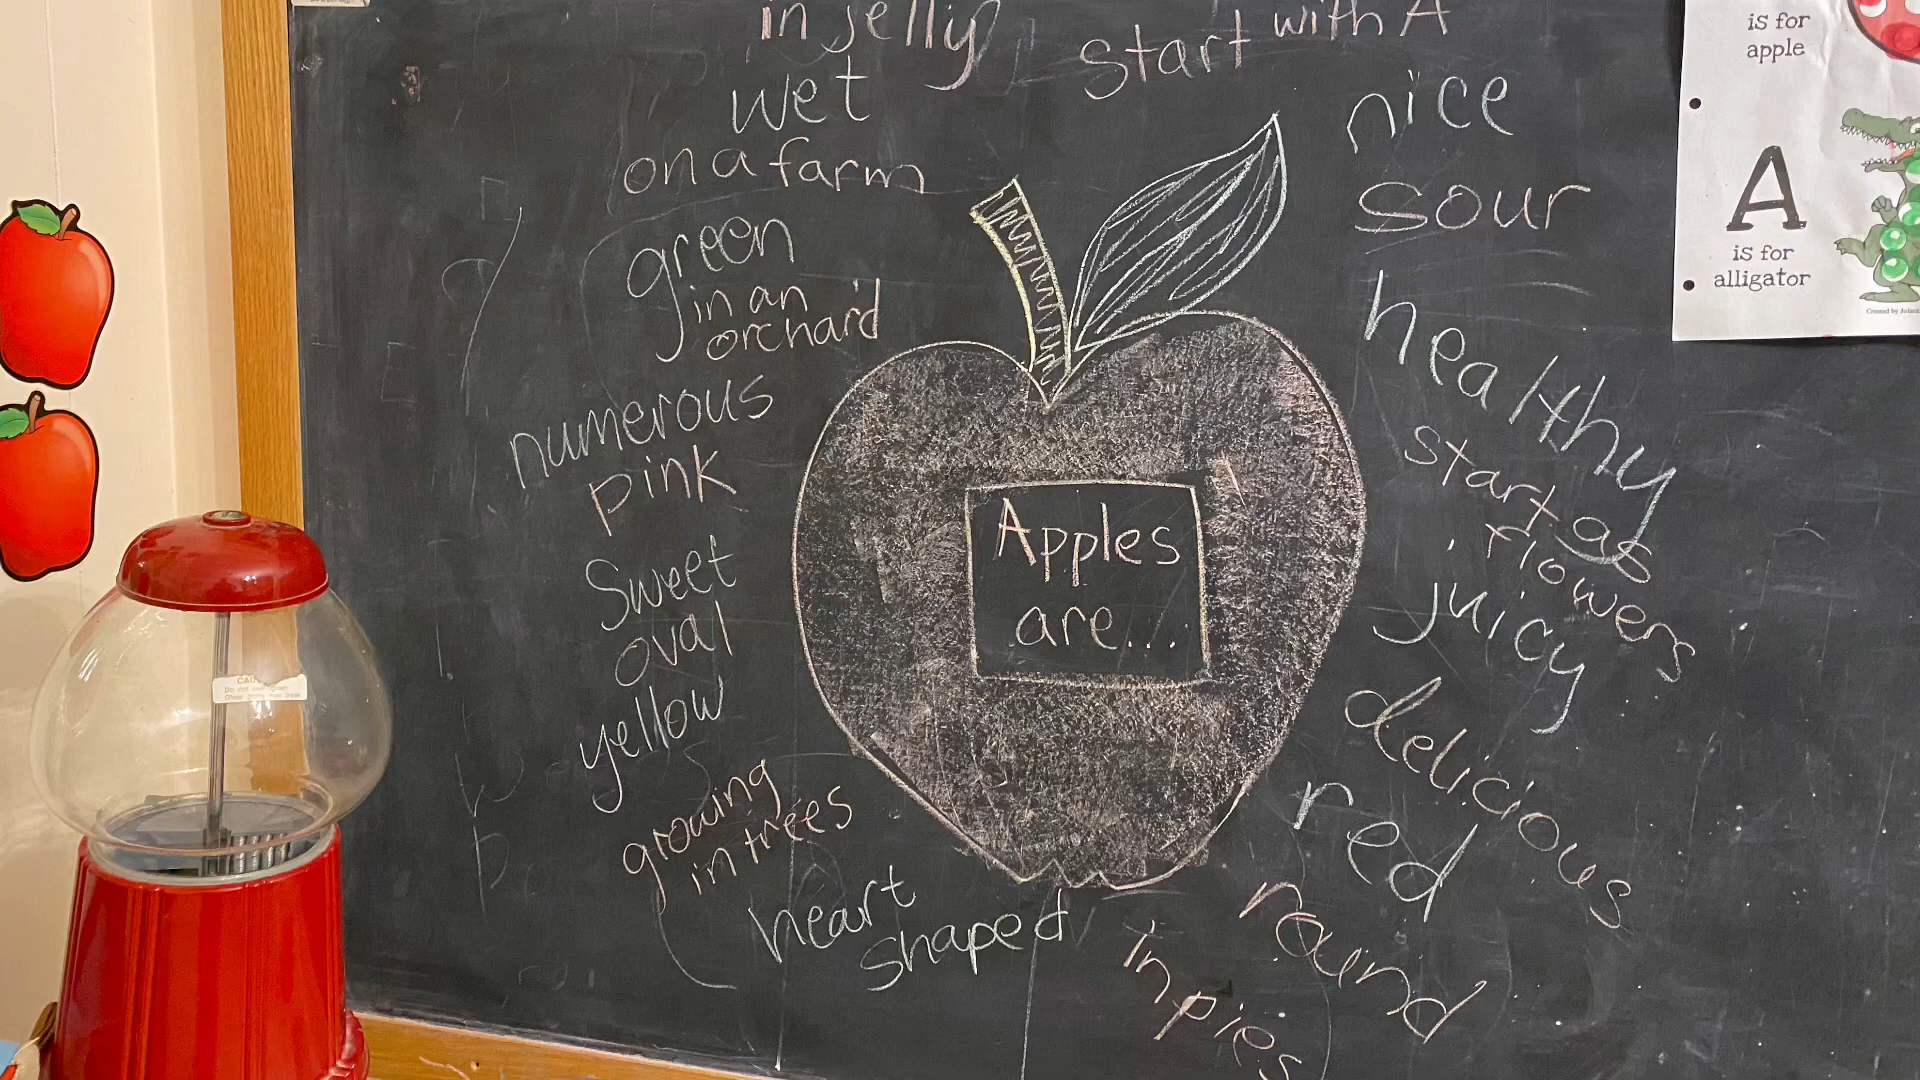 in jelly
start with A
wet
on a farm
green
in an
orchard
numerous
pink
sweet
oval
yellow
growing
in trees
heart
shaped
Apples
are...
nice
sour
healthy
start as
flowers
juicy
delicious
red
round
in pies
is for
apple
A
is for
alligator